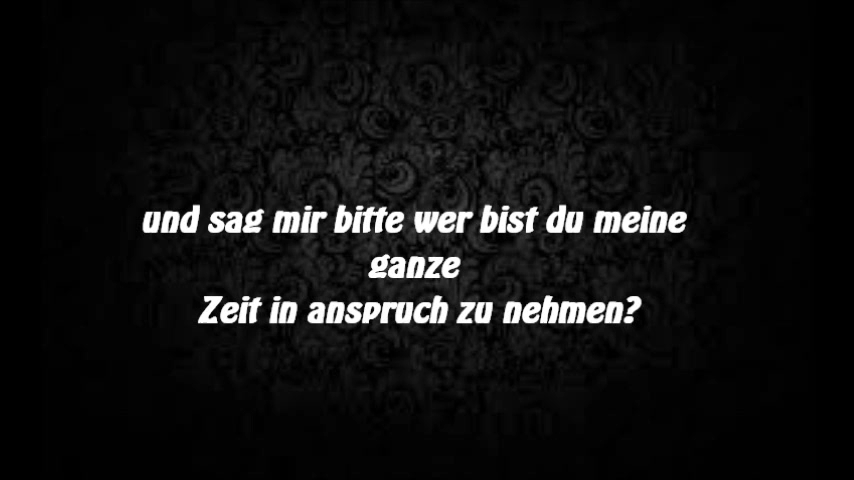 und sag mir bitte wer bist du meine
ganze
Zeit in anspruch zu nehmen?